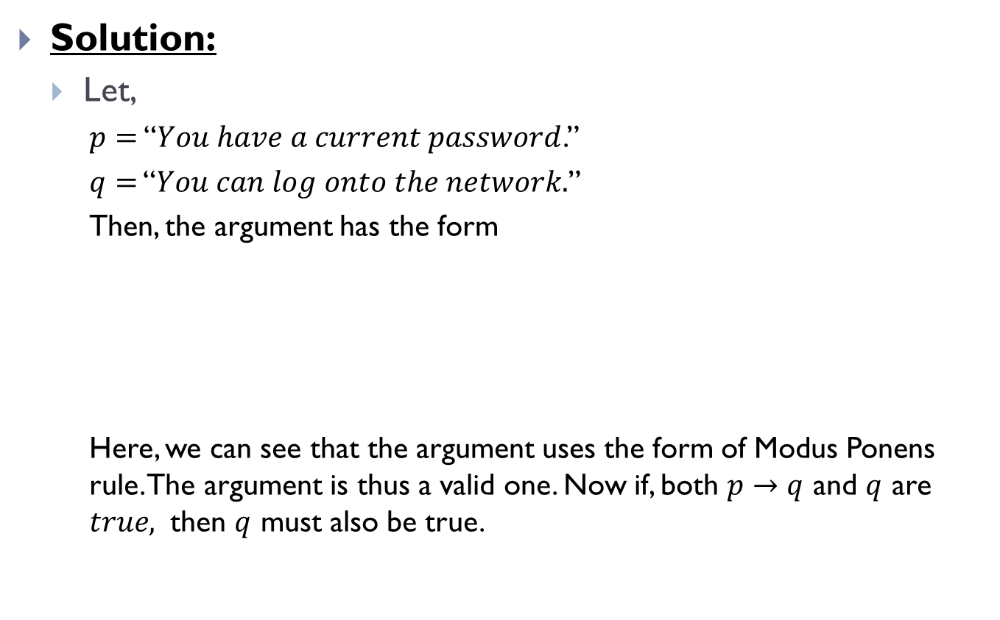 Solution:
Let,
p = “You have a current password.”
q = “You can log onto the network.”
Then, the argument has the form
Here, we can see that the argument uses the form of Modus Ponens
rule. The argument is thus a valid one. Now if, both p → q and q are
true, then q must also be true.